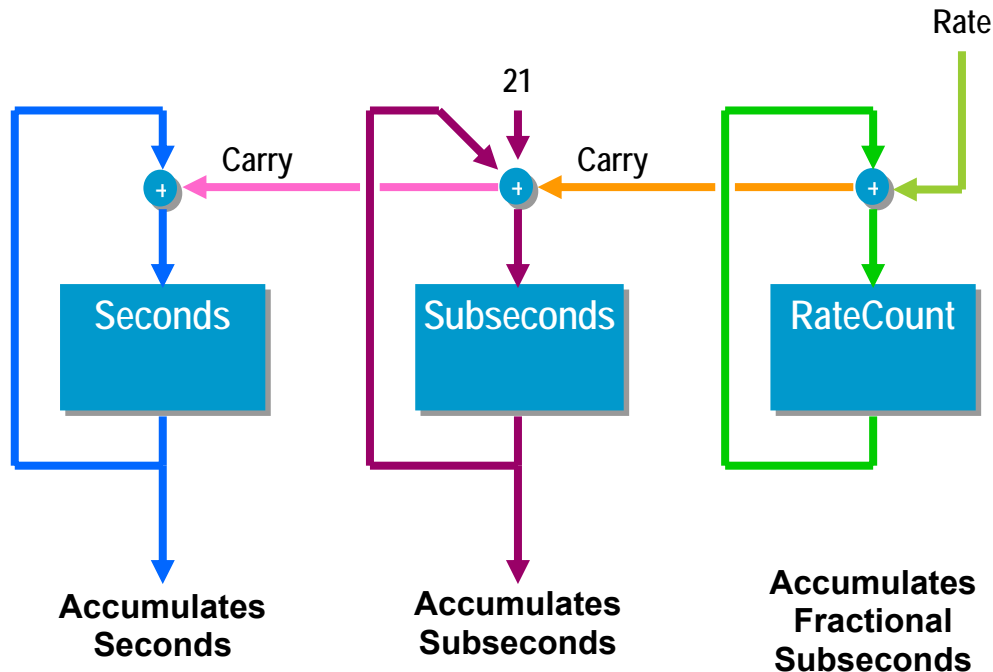 Rate
21
Carry
Carry
+
+
+
Seconds
Subseconds
RateCount
Accumulates
Seconds
Accumulates
Subseconds
Accumulates
Fractional
Subseconds